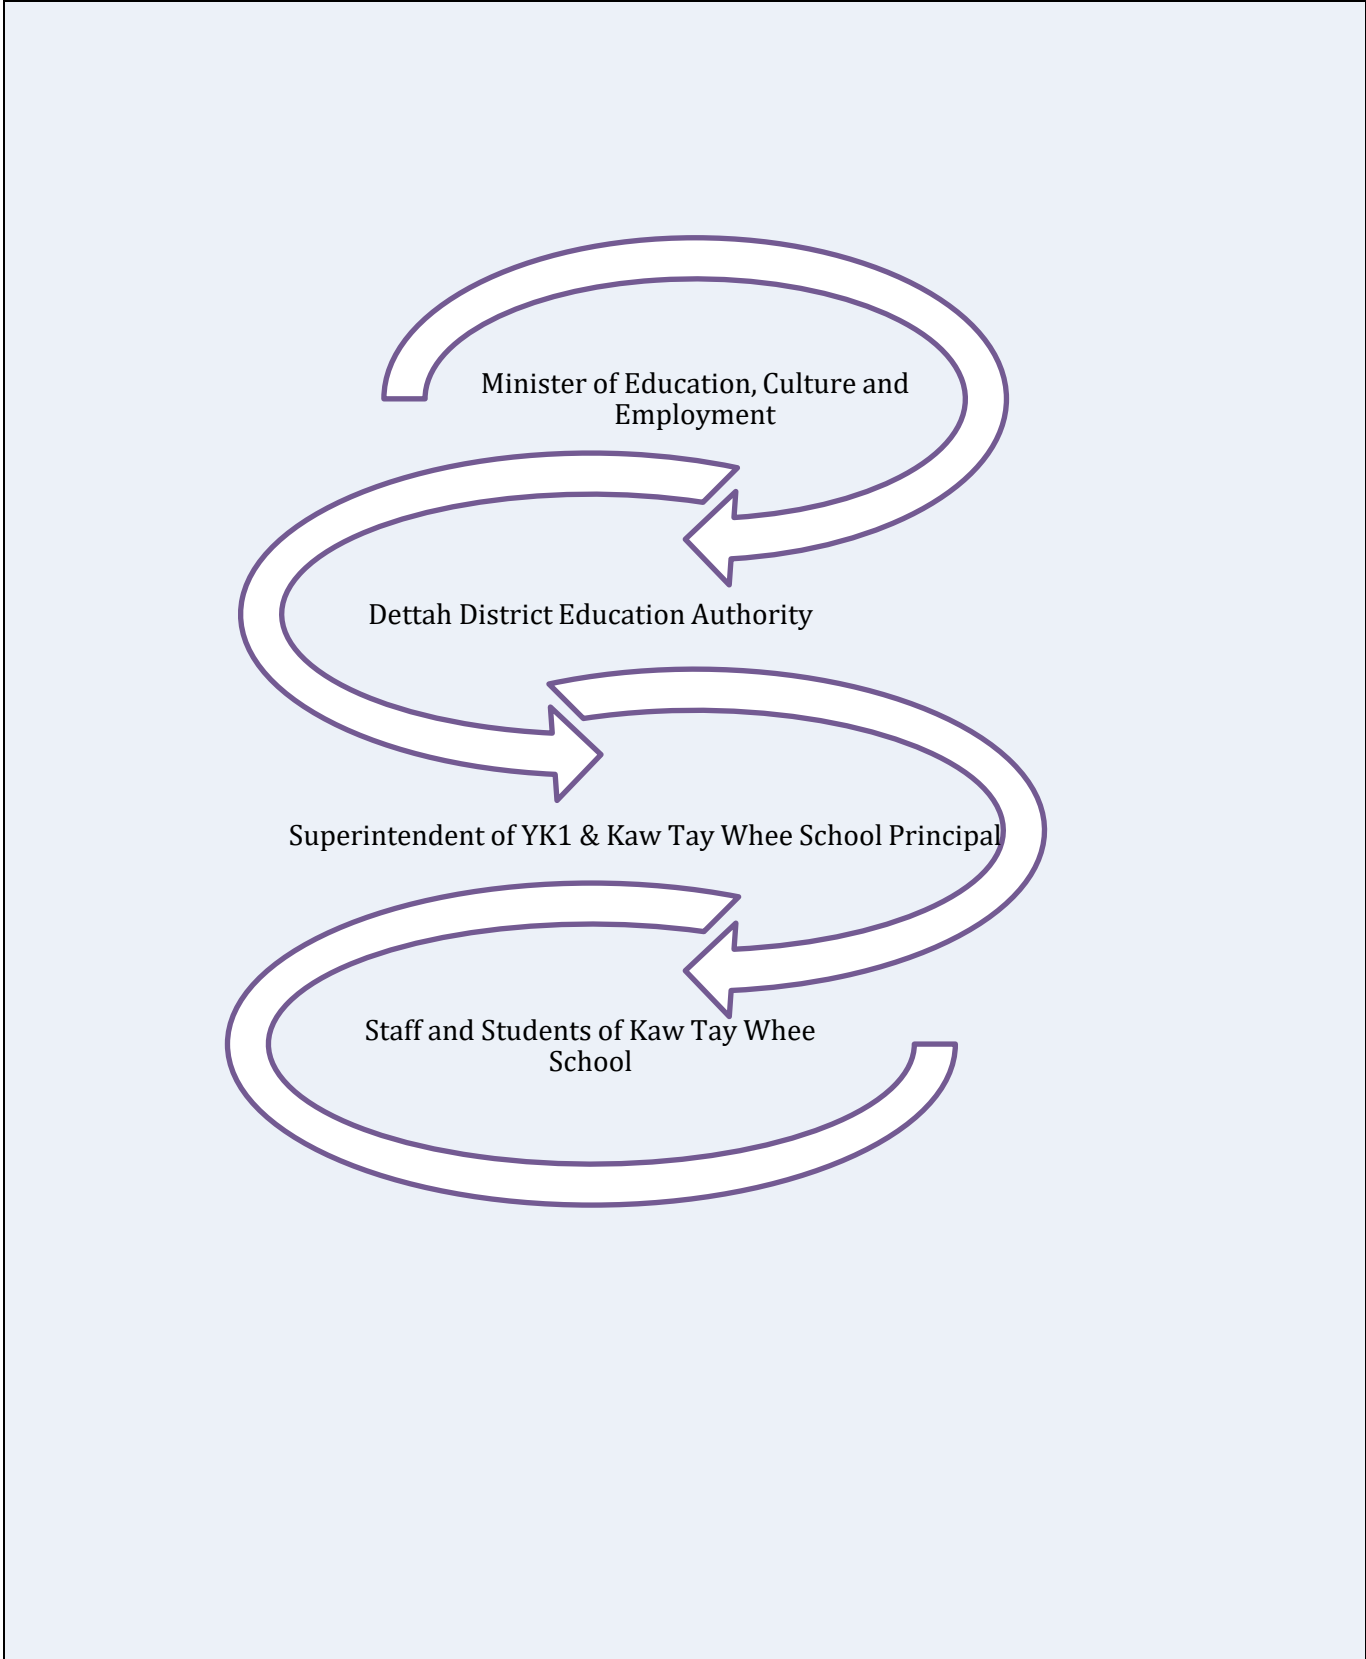 Minister of Education, Culture and
Employment
Dettah District Education Authority
Superintendent of YK1 & Kaw Tay Whee School Principal
Staff and Students of Kaw Tay Whee
School